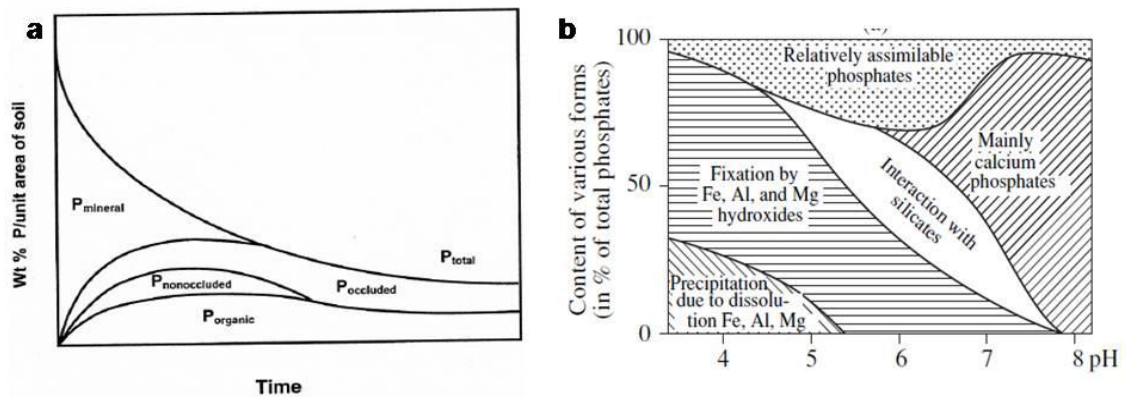 a
Wt % P/unit area of soil
Pmineral
Pnonoccluded
Porganic
Poccluded
Ptotal
Time
b
Content of various forms
(in % of total phosphates)
100
50
0
Relatively assimilable
phosphates
Fixation by
Fe, Al, and Mg
hydroxides
Interaction with
silicates
Mainly
calcium
phosphates
Precipitation
due to dissolu-
tion Fe, Al, Mg
4 5 6 7 8 pH